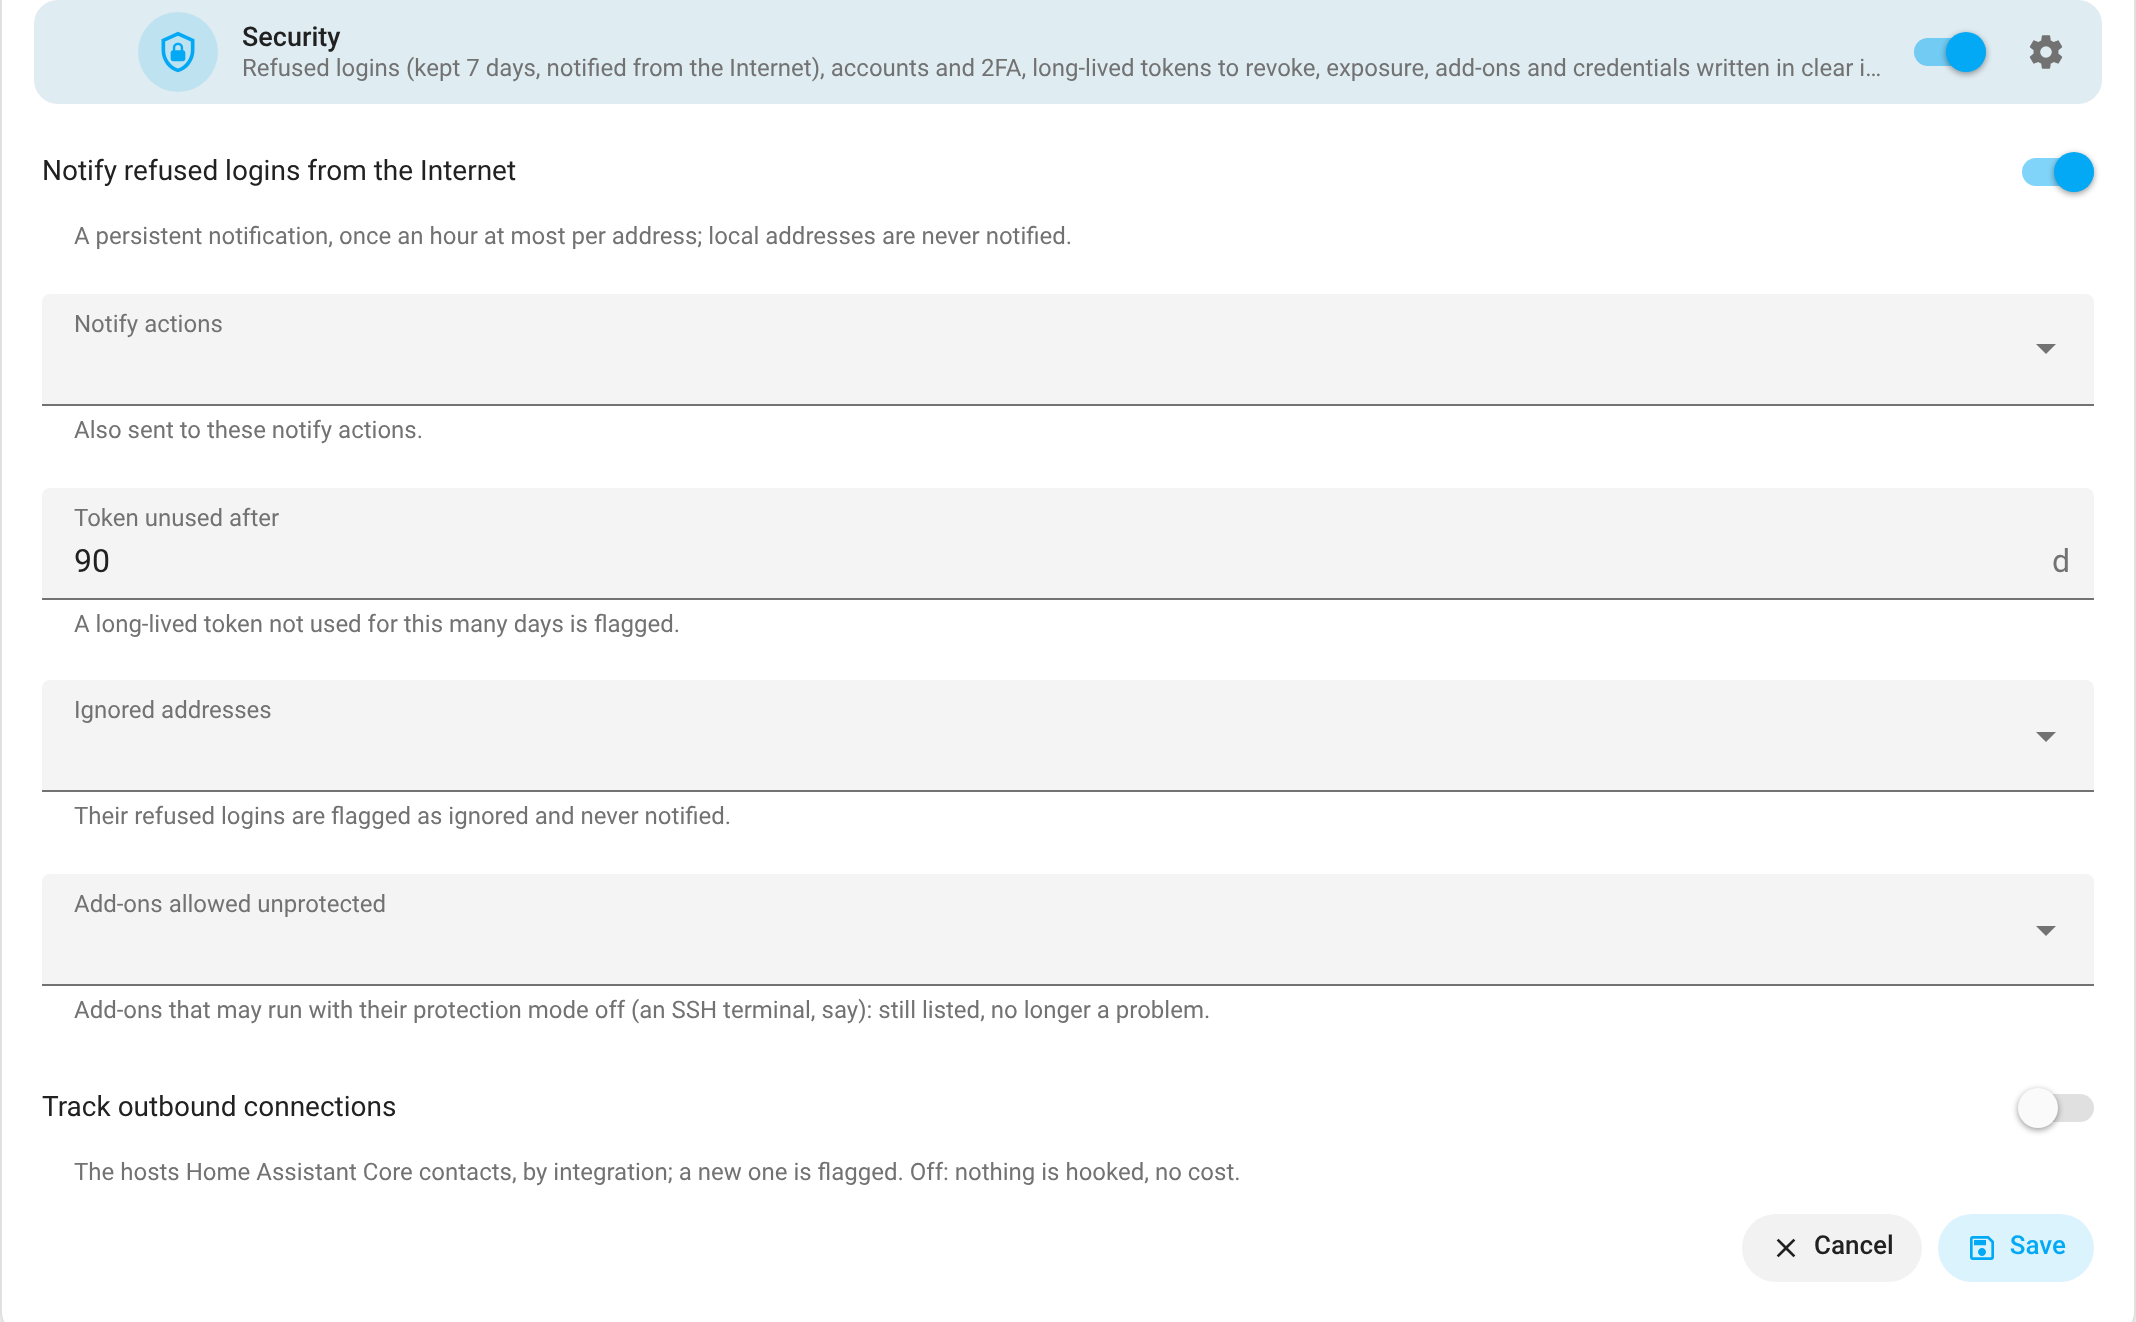 Security
Refused logins (kept 7 days, notified from the Internet), accounts and 2FA, long-lived tokens to revoke, exposure, add-ons and credentials written in clear i...
Notify refused logins from the Internet
A persistent notification, once an hour at most per address; local addresses are never notified.
Notify actions
Also sent to these notify actions.
Token unused after
90 d
A long-lived token not used for this many days is flagged.
Ignored addresses
Their refused logins are flagged as ignored and never notified.
Add-ons allowed unprotected
Add-ons that may run with their protection mode off (an SSH terminal, say): still listed, no longer a problem.
Track outbound connections
The hosts Home Assistant Core contacts, by integration; a new one is flagged. Off: nothing is hooked, no cost.
Cancel Save